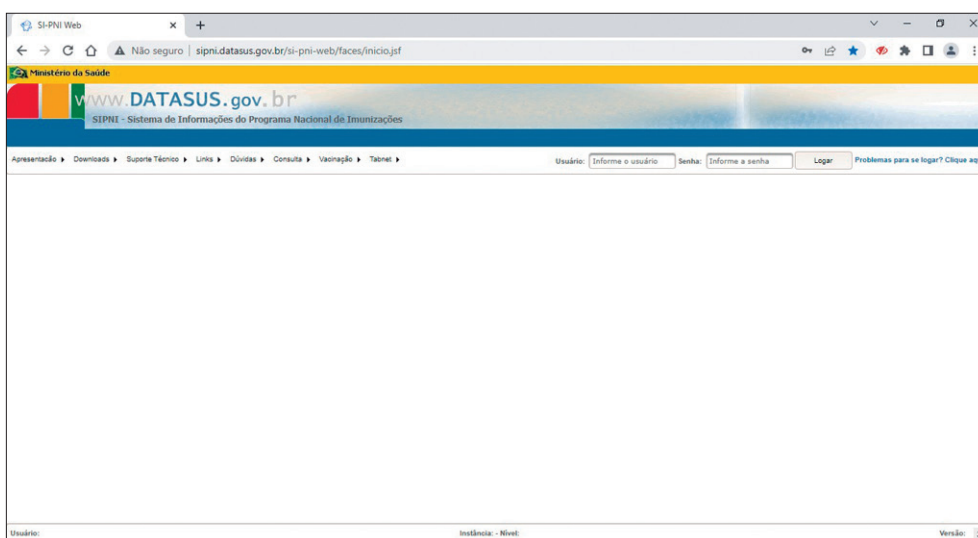 SI-PNI Web
Não seguro | sipni.datasus.gov.br/si-pni-web/faces/inicio.jsf
Ministério da Saúde
www.DATASUS.gov.br
SIPNI - Sistema de Informações do Programa Nacional de Imunizações
Apresentacão Downloads Suporte Técnico Links Dúvidas Consulta Vacinação Tabnet Usuário: Informe o usuário Senha: Informe a senha Logar Problemas para se logar? Clique aq
Usuário: Instância: - Nível: Versão: